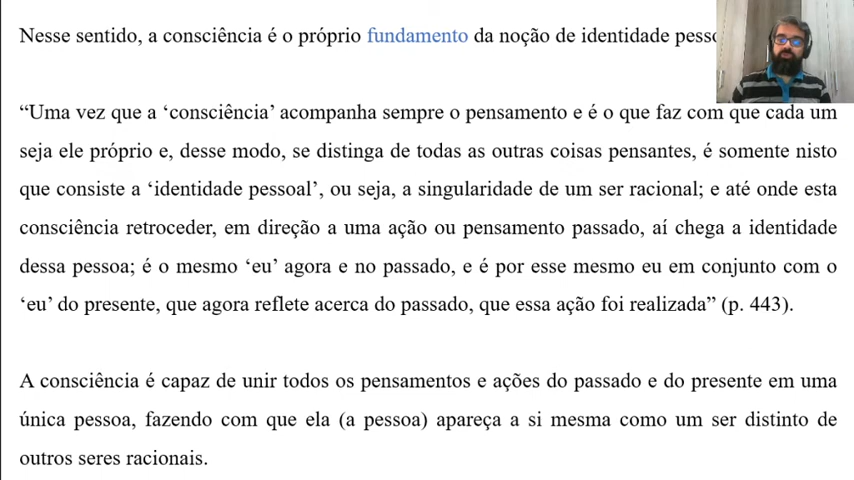 Nesse sentido, a consciência é o próprio fundamento da noção de identidade
“Uma vez que a ‘consciência’ acompanha sempre o pensamento e é o que faz com que cada um
seja ele próprio e, desse modo, se distinga de todas as outras coisas pensantes, é somente nisto
que consiste a ‘identidade pessoal’, ou seja, a singularidade de um ser racional; e até onde esta
consciência retroceder, em direção a uma ação ou pensamento passado, aí chega a identidade
dessa pessoa; é o mesmo ‘eu’ agora e no passado, e é por esse mesmo eu em conjunto com o
‘eu’ do presente, que agora reflete acerca do passado, que essa ação foi realizada” (p. 443).
A consciência é capaz de unir todos os pensamentos e ações do passado e do presente em uma
única pessoa, fazendo com que ela (a pessoa) apareça a si mesma como um ser distinto de
outros seres racionais.